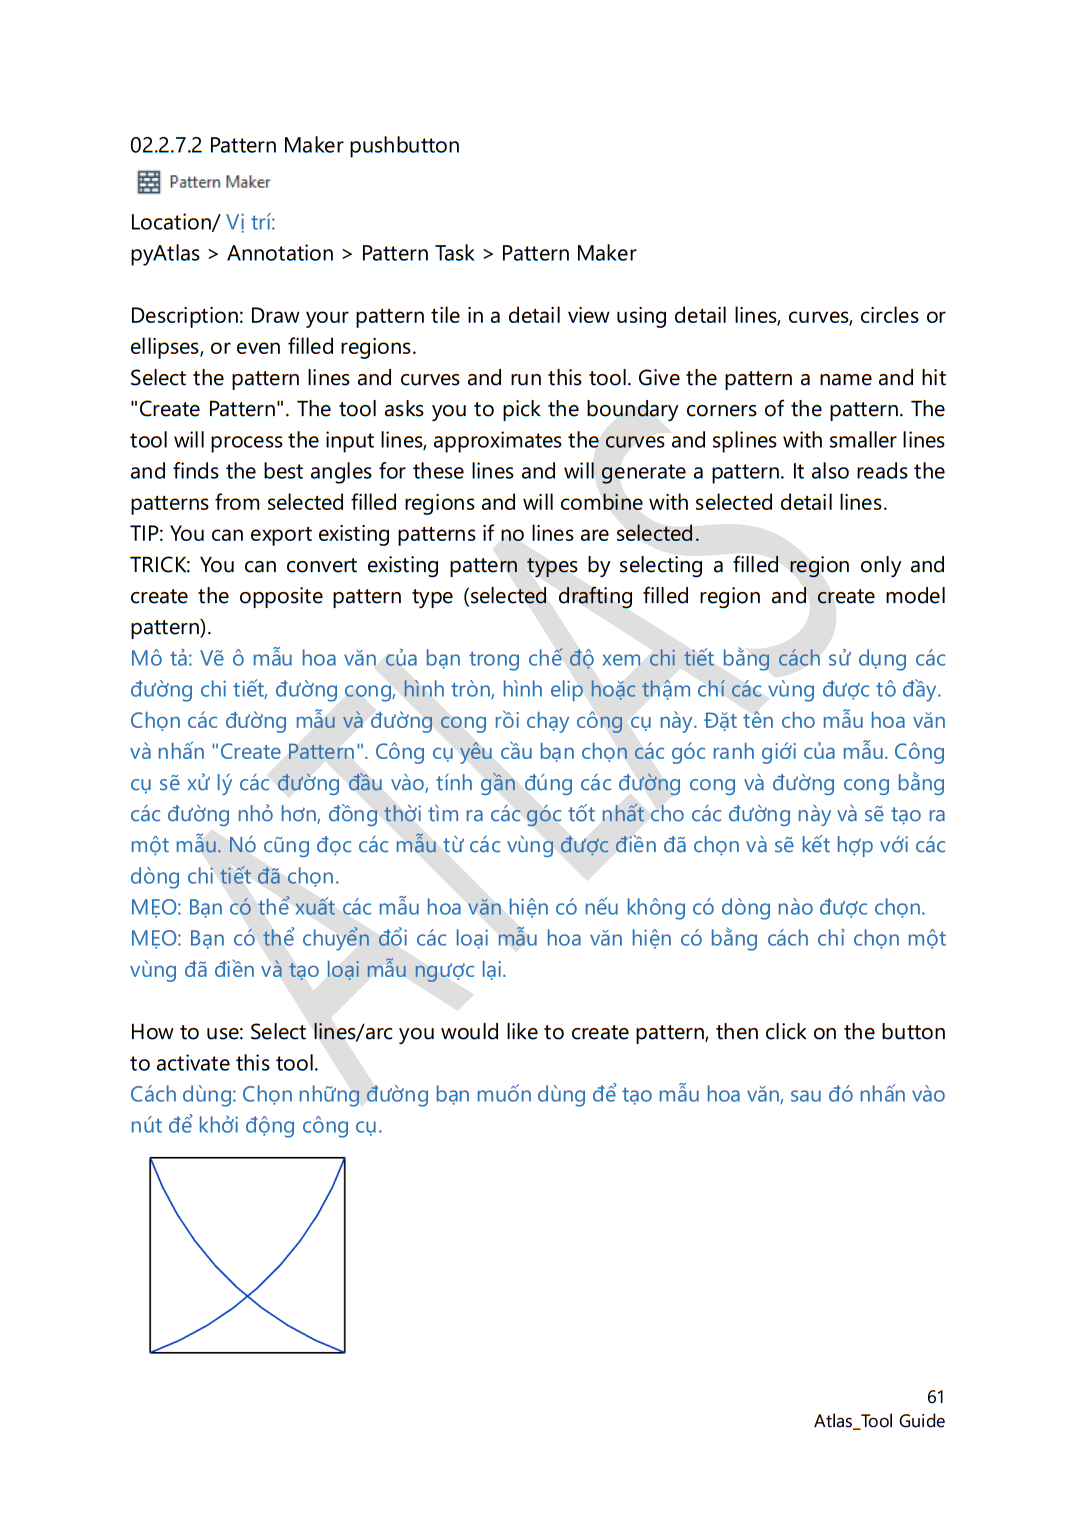 02.2.7.2 Pattern Maker pushbutton
Pattern Maker
Location/ Vị trí:
pyAtlas > Annotation > Pattern Task > Pattern Maker
Description: Draw your pattern tile in a detail view using detail lines, curves, circles or
ellipses, or even filled regions.
Select the pattern lines and curves and run this tool. Give the pattern a name and hit
"Create Pattern". The tool asks you to pick the boundary corners of the pattern. The
tool will process the input lines, approximates the curves and splines with smaller lines
and finds the best angles for these lines and will generate a pattern. It also reads the
patterns from selected filled regions and will combine with selected detail lines.
TIP: You can export existing patterns if no lines are selected.
TRICK: You can convert existing pattern types by selecting a filled region only and
create the opposite pattern type (selected drafting filled region and create model
pattern).
Mô tả: Vẽ ô mẫu hoa văn của bạn trong chế độ xem chi tiết bằng cách sử dụng các
đường chi tiết, đường cong, hình tròn, hình elip hoặc thậm chí các vùng được tô đầy.
Chọn các đường mẫu và đường cong rồi chạy công cụ này. Đặt tên cho mẫu hoa văn
và nhấn "Create Pattern". Công cụ yêu cầu bạn chọn các góc ranh giới của mẫu. Công
cụ sẽ xử lý các đường đầu vào, tính gần đúng các đường cong và đường cong bằng
các đường nhỏ hơn, đồng thời tìm ra các góc tốt nhất cho các đường này và sẽ tạo ra
một mẫu. Nó cũng đọc các mẫu từ các vùng được điền đã chọn và sẽ kết hợp với các
dòng chi tiết đã chọn.
MẸO: Bạn có thể xuất các mẫu hoa văn hiện có nếu không có dòng nào được chọn.
MẸO: Bạn có thể chuyển đổi các loại mẫu hoa văn hiện có bằng cách chỉ chọn một
vùng đã điền và tạo loại mẫu ngược lại.
How to use: Select lines/arc you would like to create pattern, then click on the button
to activate this tool.
Cách dùng: Chọn những đường bạn muốn dùng để tạo mẫu hoa văn, sau đó nhấn vào
nút để khởi động công cụ.
ATLAS
61
Atlas_Tool Guide